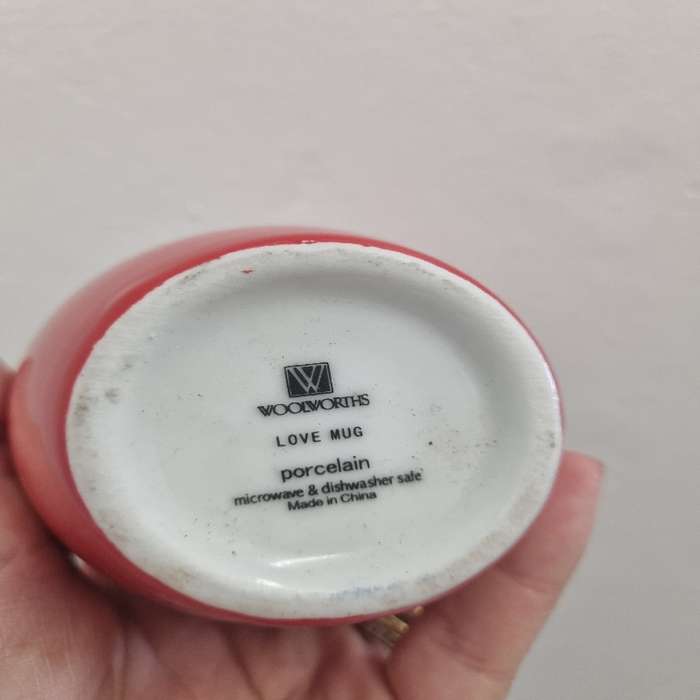 W
WOOLWORTHS
LOVE MUG
porcelain
microwave & dishwasher safe
Made in China